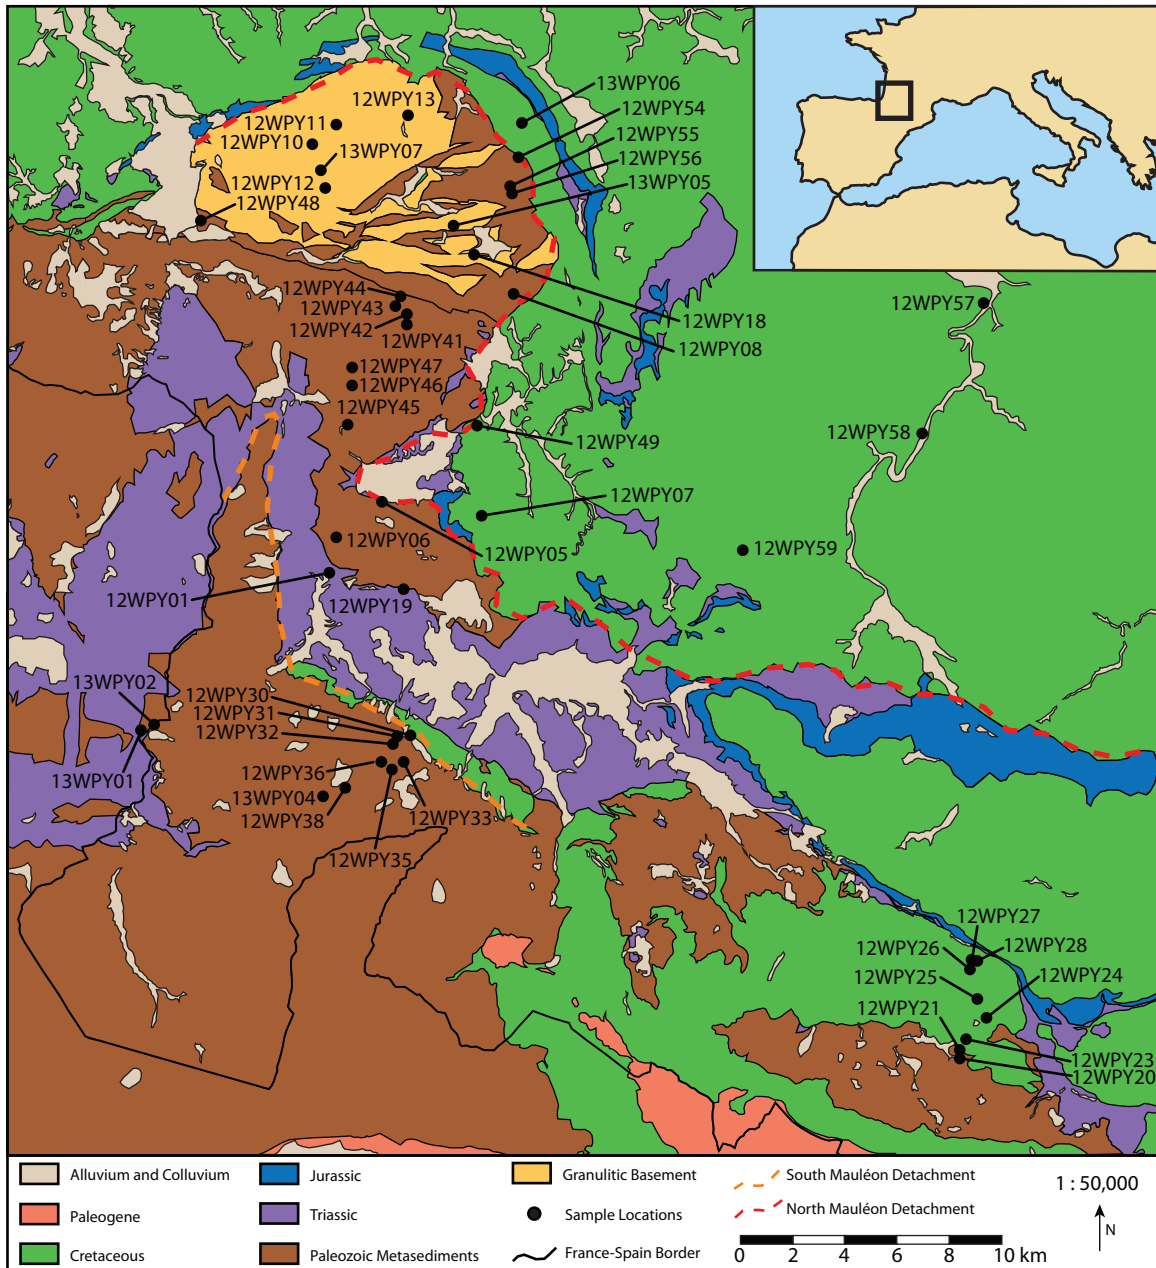 13WPY06
12WPY13
12WPY54
12WPY11
12WPY55
12WPY10
13WPY07
12WPY56
12WPY12
13WPY05
12WPY48
12WPY44
12WPY43
12WPY42
12WPY41
12WPY18
12WPY08
12WPY57
12WPY47
12WPY46
12WPY45
12WPY49
12WPY58
12WPY07
12WPY06
12WPY05
12WPY59
12WPY01
12WPY19
13WPY02
12WPY30
12WPY31
12WPY32
13WPY01
12WPY36
13WPY04
12WPY38
12WPY33
12WPY35
12WPY27
12WPY26
12WPY28
12WPY25
12WPY24
12WPY21
12WPY23
12WPY20
Alluvium and Colluvium
Jurassic
Granulitic Basement
South Mauléon Detachment
1 : 50,000
Paleogene
Triassic
Sample Locations
North Mauléon Detachment
N
Cretaceous
Paleozoic Metasediments
France-Spain Border
0 2 4 6 8 10 km